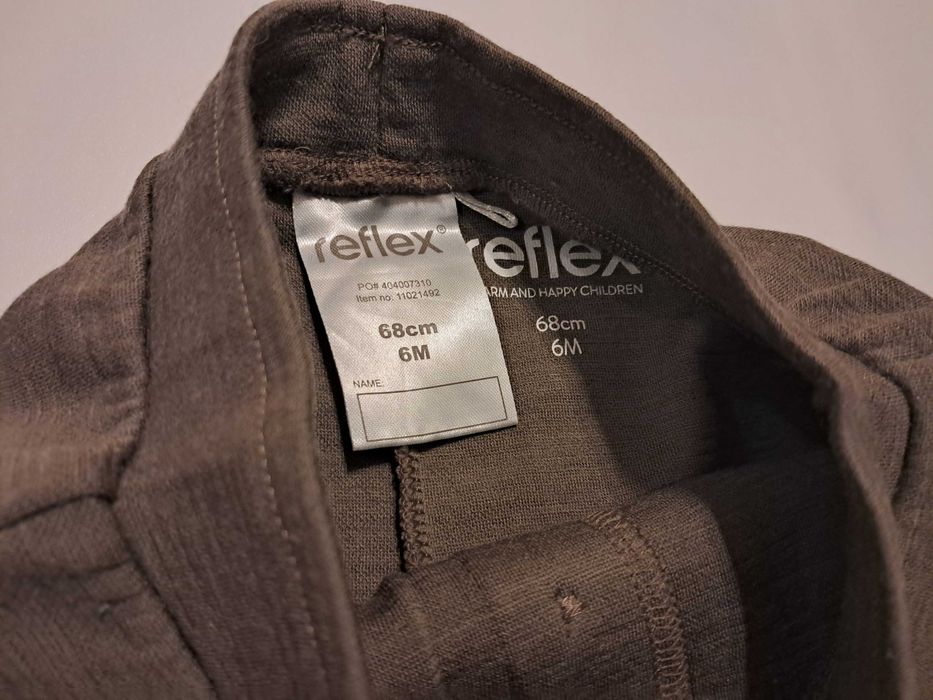 reflex®
PO# 404007310
Item no. 11021492
68cm
6M
NAME:
reflex
ARM AND HAPPY CHILDREN
68cm
6M